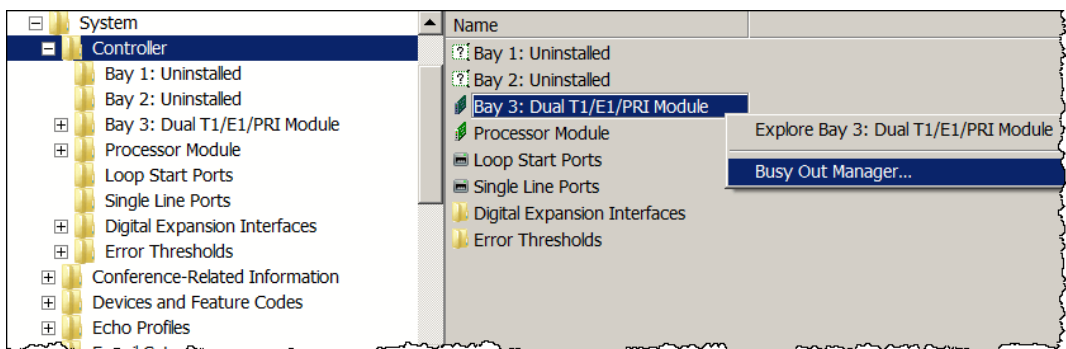 System
Controller
Bay 1: Uninstalled
Bay 2: Uninstalled
Bay 3: Dual T1/E1/PRI Module
Processor Module
Loop Start Ports
Single Line Ports
Digital Expansion Interfaces
Error Thresholds
Conference-Related Information
Devices and Feature Codes
Echo Profiles
Name
Bay 1: Uninstalled
Bay 2: Uninstalled
Bay 3: Dual T1/E1/PRI Module
Processor Module
Loop Start Ports
Single Line Ports
Digital Expansion Interfaces
Error Thresholds
Explore Bay 3: Dual T1/E1/PRI Module
Busy Out Manager...